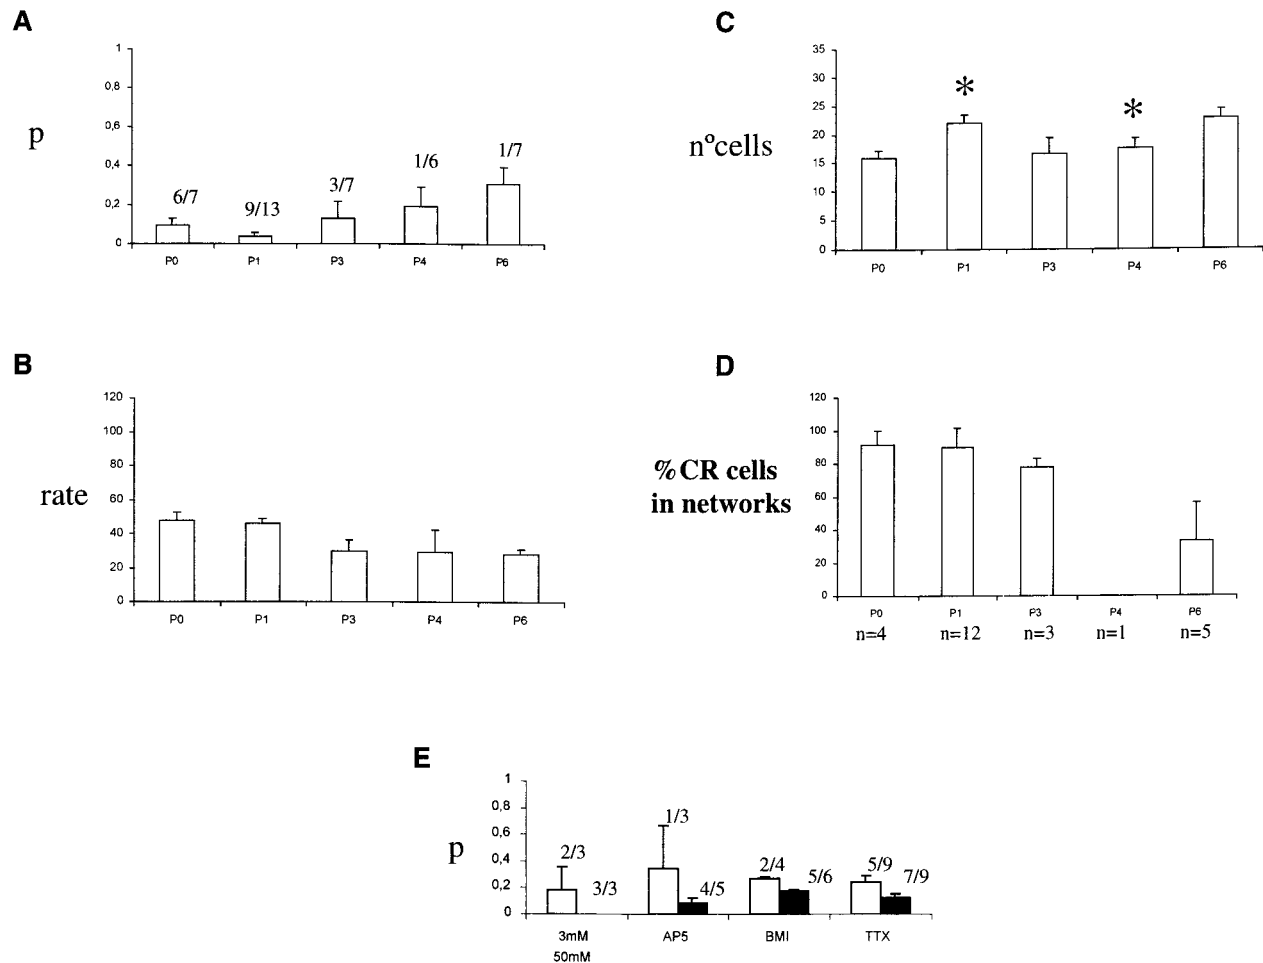 A
p
1
0,8
0,6
0,4
0,2
0
6/7
9/13
3/7
1/6
1/7
P0 P1 P3 P4 P6
C
n°cells
35
30
25
20
15
10
5
0
*
*
P0 P1 P3 P4 P6
B
rate
120
100
80
60
40
20
0
P0 P1 P3 P4 P6
D
%CR cells
in networks
120
100
80
60
40
20
0
P0 P1 P3 P4 P6
n=4 n=12 n=3 n=1 n=5
E
p
1
0,8
0,6
0,4
0,2
0
2/3
3/3
1/3
4/5
2/4
5/6
5/9
7/9
3mM AP5 BMI TTX
50mM